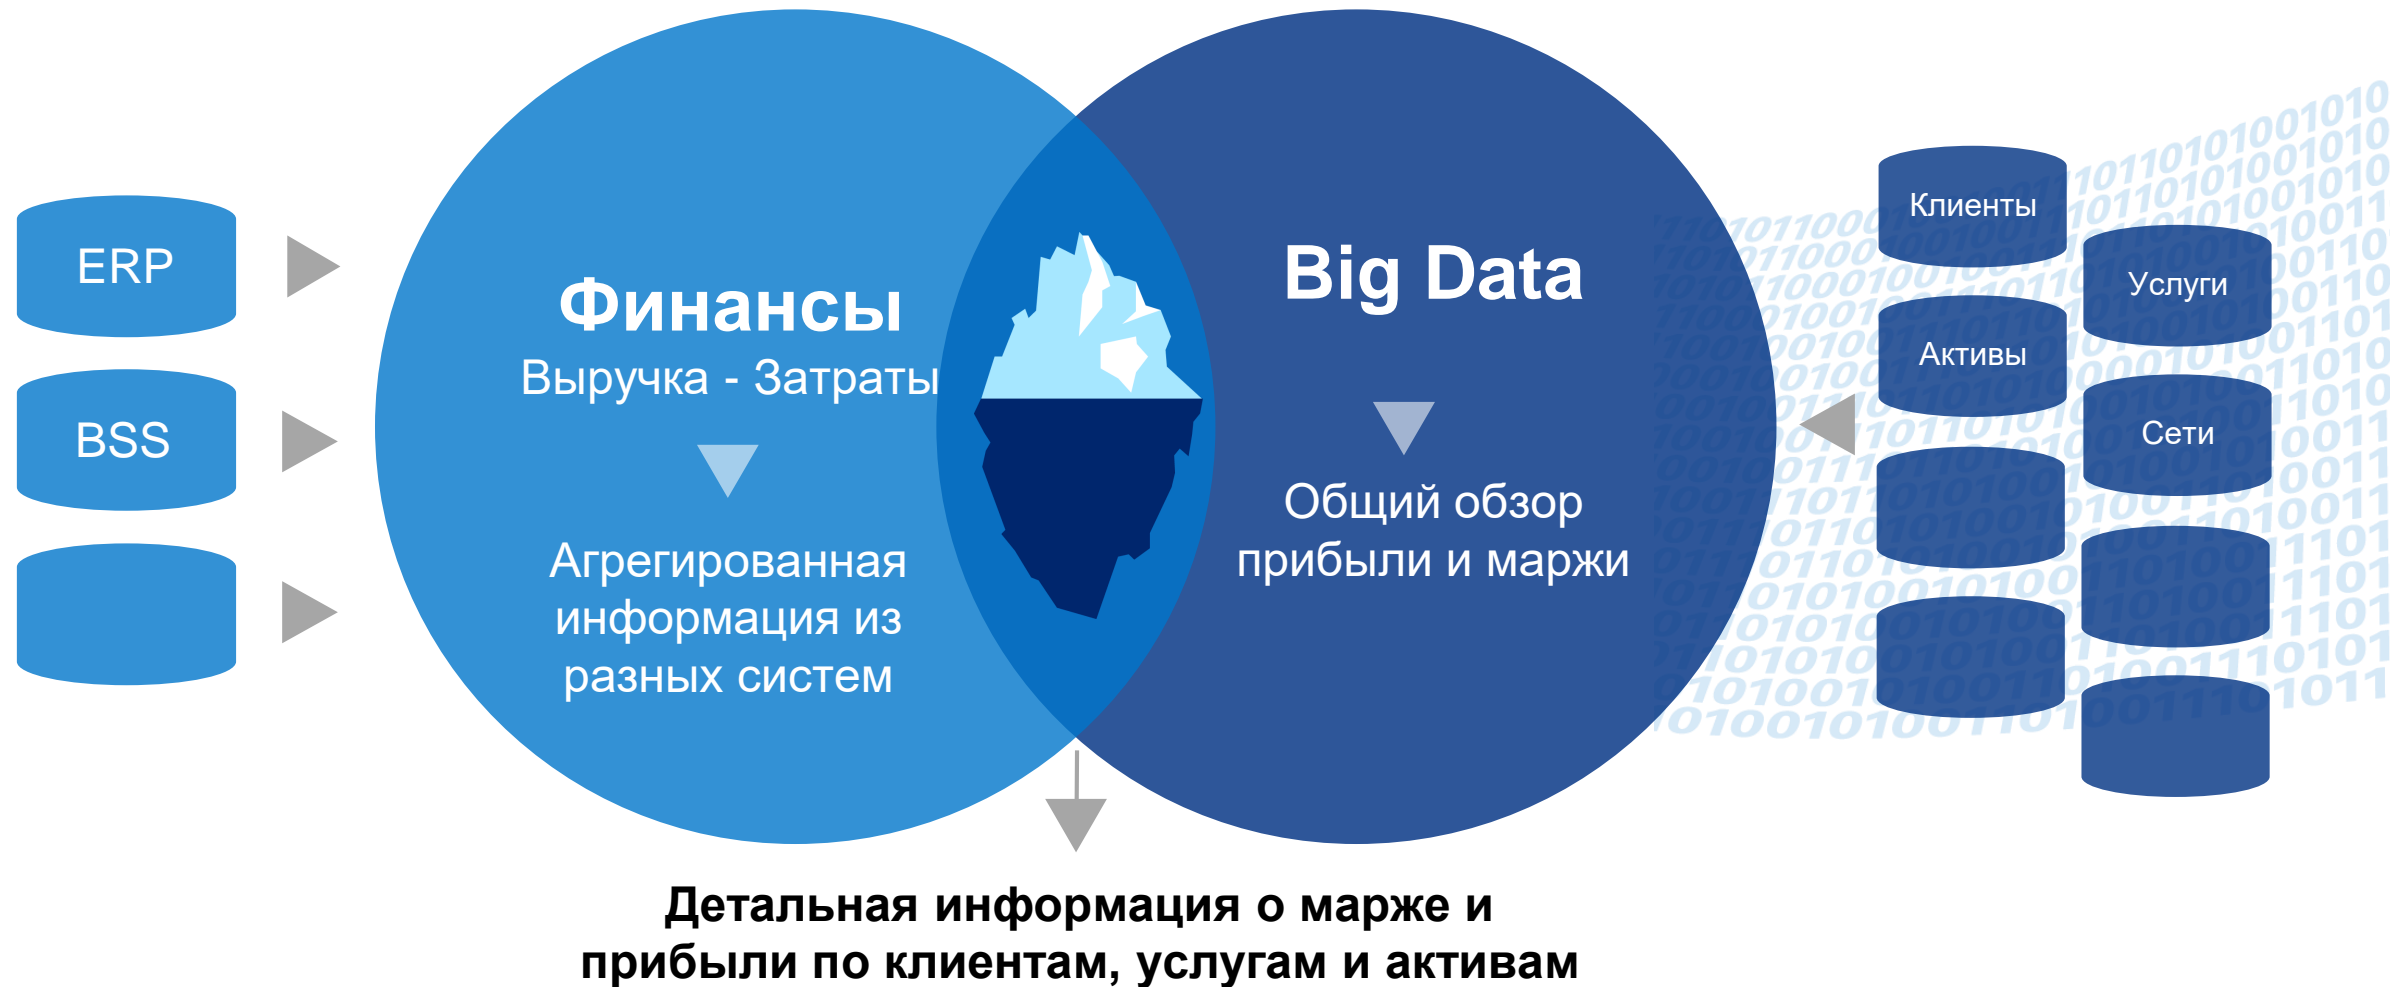 ERP
BSS
Финансы
Выручка - Затраты
Агрегированная
информация из
разных систем
Big Data
Общий обзор
прибыли и маржи
Клиенты
Услуги
Активы
Сети
Детальная информация о марже и
прибыли по клиентам, услугам и активам